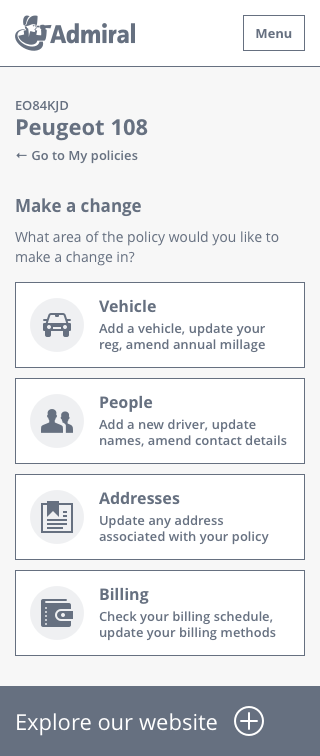 Admiral
Menu
EO84KJD
Peugeot 108
← Go to My policies
Make a change
What area of the policy would you like to
make a change in?
Vehicle
Add a vehicle, update your
reg, amend annual millage
People
Add a new driver, update
names, amend contact details
Addresses
Update any address
associated with your policy
Billing
Check your billing schedule,
update your billing methods
Explore our website